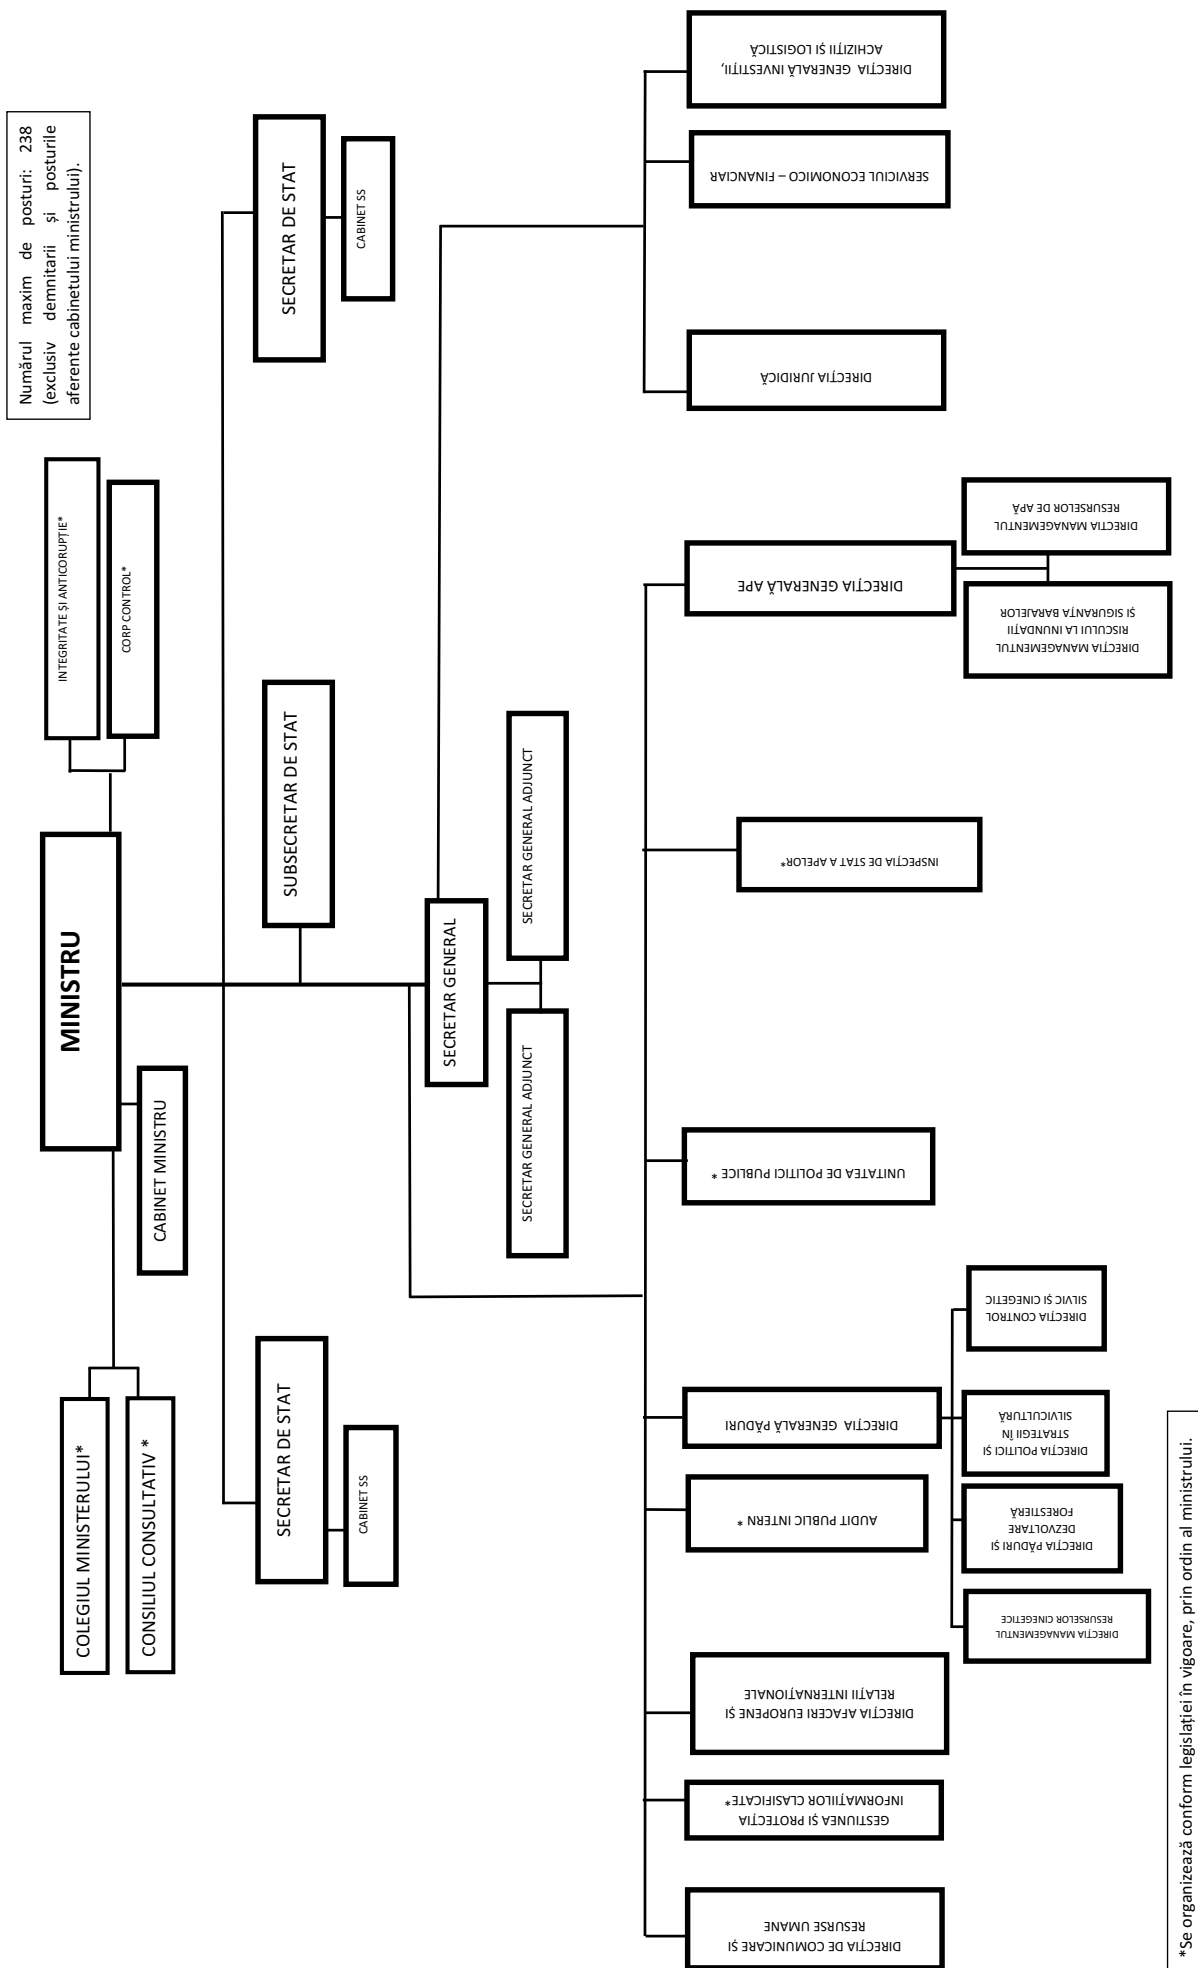 Numărul maxim de posturi: 238
(exclusiv demnitarii și posturile
aferente cabinetului ministrului).
COLEGIUL MINISTERULUI*
CONSILIUL CONSULTATIV *
MINISTRU
CABINET MINISTRU
INTEGRITATE ȘI ANTICORUPȚIE*
CORP CONTROL*
SECRETAR DE STAT
CABINET SS
SUBSECRETAR DE STAT
SECRETAR DE STAT
CABINET SS
SECRETAR GENERAL
SECRETAR GENERAL ADJUNCT
SECRETAR GENERAL ADJUNCT
DIRECȚIA DE COMUNICARE ȘI
RESURSE UMANE
GESTIUNEA ȘI PROTECȚIA
INFORMAȚIILOR CLASIFICATE*
DIRECȚIA AFACERI EUROPENE ȘI
RELAȚII INTERNAȚIONALE
AUDIT PUBLIC INTERN *
DIRECȚIA GENERALĂ PĂDURI
UNITATEA DE POLITICI PUBLICE *
INSPECȚIA DE STAT A APELOR*
DIRECȚIA GENERALĂ APE
DIRECȚIA JURIDICĂ
SERVICIUL ECONOMICO – FINANCIAR
DIRECȚIA GENERALĂ INVESTIȚII,
ACHIZIȚII ȘI LOGISTICĂ
DIRECȚIA MANAGEMENTUL
RESURSELOR CINEGETICE
DIRECȚIA PĂDURI ȘI
DEZVOLTARE
FORESTIERĂ
DIRECȚIA POLITICI ȘI
STRATEGII ÎN
SILVICULTURĂ
DIRECȚIA CONTROL
SILVIC ȘI CINEGETIC
DIRECȚIA MANAGEMENTUL
RISCULUI LA INUNDAȚII
ȘI SIGURANȚA BARAJELOR
DIRECȚIA MANAGEMENTUL
RESURSELOR DE APĂ
*Se organizează conform legislației în vigoare, prin ordin al ministrului.